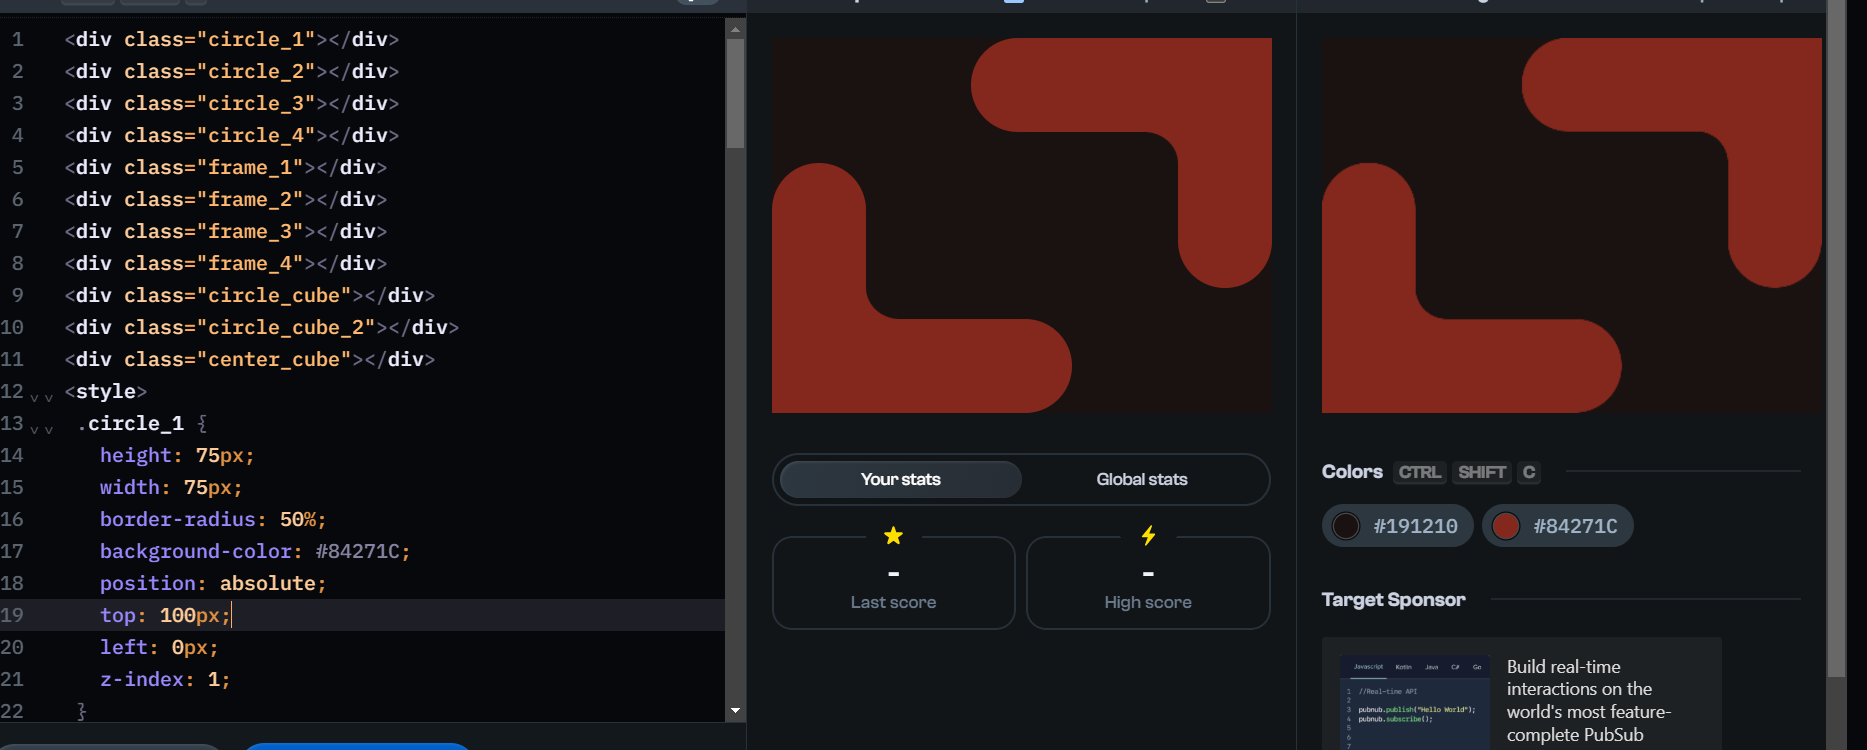 1 <div class="circle_1"></div>
2 <div class="circle_2"></div>
3 <div class="circle_3"></div>
4 <div class="circle_4"></div>
5 <div class="frame_1"></div>
6 <div class="frame_2"></div>
7 <div class="frame_3"></div>
8 <div class="frame_4"></div>
9 <div class="circle_cube"></div>
10 <div class="circle_cube_2"></div>
11 <div class="center_cube"></div>
12 <style>
13 .circle_1 {
14 height: 75px;
15 width: 75px;
16 border-radius: 50%;
17 background-color: #84271C;
18 position: absolute;
19 top: 100px;
20 left: 0px;
21 z-index: 1;
22 }
Your stats
Global stats
-
Last score
-
High score
Colors CTRL SHIFT C
#191210 #84271C
Target Sponsor
Javascript Kotlin Java C# Go
1 //Real-time API
2
3 pubnub.publish("Hello World");
4 pubnub.subscribe();
5
6
7
Build real-time
interactions on the
world's most feature-
complete PubSub